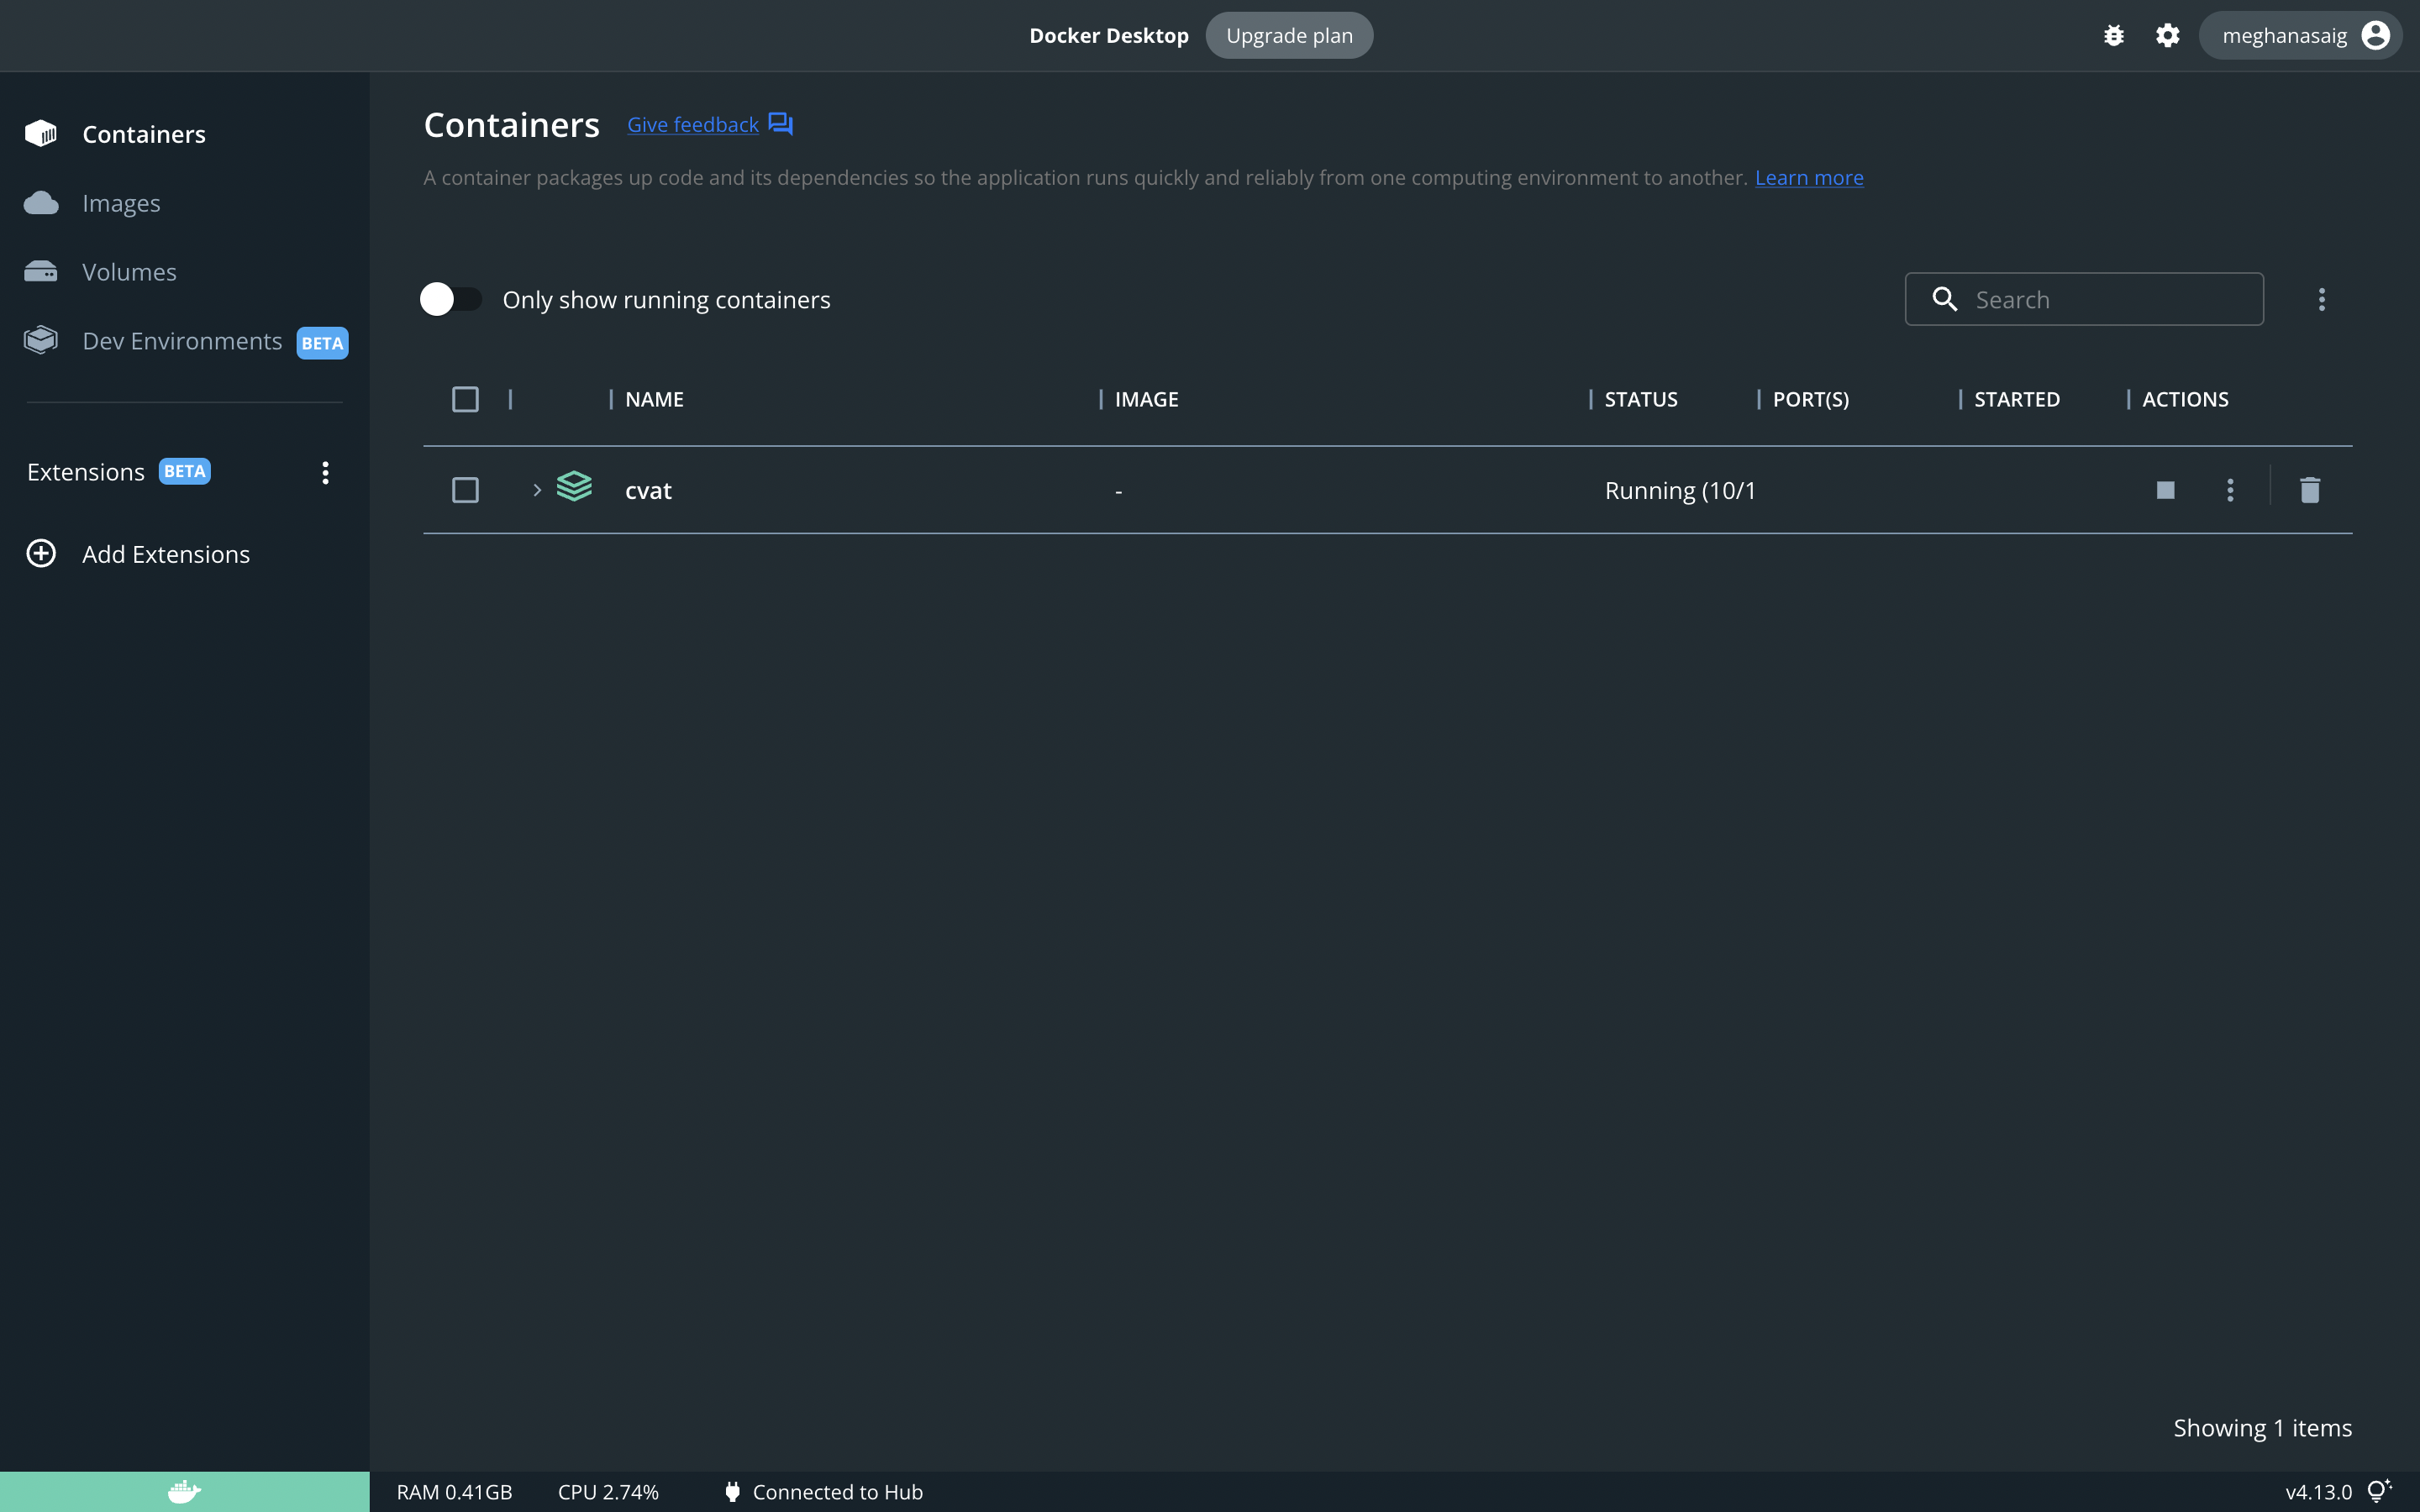 Docker Desktop Upgrade plan meghanasaig
Containers
Images
Volumes
Dev Environments BETA
Extensions BETA
Add Extensions
Containers Give feedback
A container packages up code and its dependencies so the application runs quickly and reliably from one computing environment to another. Learn more
Only show running containers Search
NAME IMAGE STATUS PORT(S) STARTED ACTIONS
cvat - Running (10/1
Showing 1 items
RAM 0.41GB CPU 2.74% Connected to Hub v4.13.0